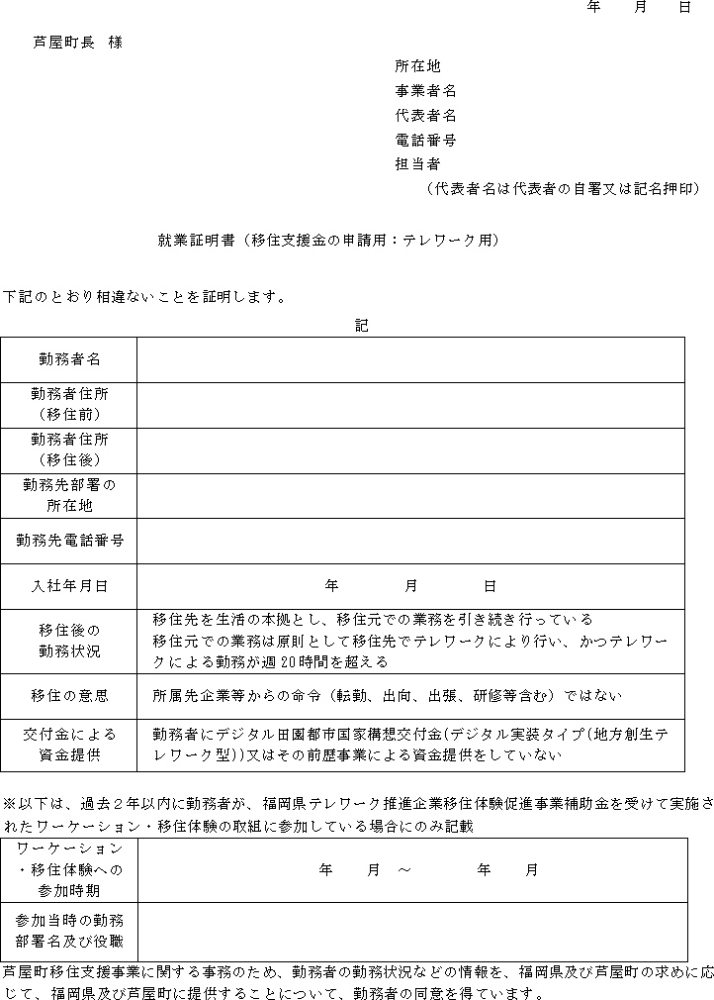 年　　月　　日
芦屋町長　様
所在地
事業者名
代表者名
電話番号
担当者
（代表者名は代表者の自署又は記名押印）
就業証明書（移住支援金の申請用：テレワーク用）
下記のとおり相違ないことを証明します。
記
勤務者名
勤務者住所
（移住前）
勤務者住所
（移住後）
勤務先部署の
所在地
勤務先電話番号
入社年月日
年　　　月　　　日
移住後の
勤務状況
移住先を生活の本拠とし、移住元での業務を引き続き行っている
移住元での業務は原則として移住先でテレワークにより行い、かつテレワー
クによる勤務が週20時間を超える
移住の意思
所属先企業等からの命令（転勤、出向、出張、研修等含む）ではない
交付金による
資金提供
勤務者にデジタル田園都市国家構想交付金(デジタル実装タイプ(地方創生テ
レワーク型))又はその前歴事業による資金提供をしていない
※以下は、過去２年以内に勤務者が、福岡県テレワーク推進企業移住体験促進事業補助金を受けて実施さ
れたワーケーション・移住体験の取組に参加している場合にのみ記載
ワーケーション
・移住体験への
参加時期
年　　月　～　　　　年　　月
参加当時の勤務
部署名及び役職
芦屋町移住支援事業に関する事務のため、勤務者の勤務状況などの情報を、福岡県及び芦屋町の求めに応
じて、福岡県及び芦屋町に提供することについて、勤務者の同意を得ています。